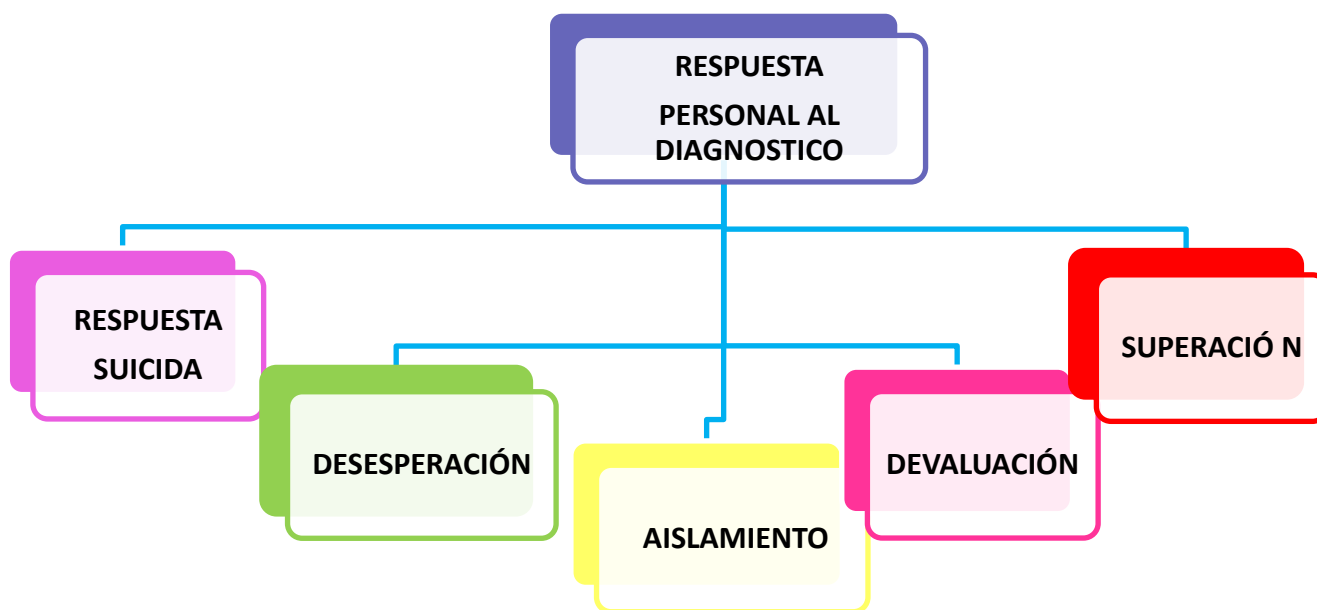 RESPUESTA
PERSONAL AL
DIAGNOSTICO
RESPUESTA
SUICIDA
DESESPERACIÓN
AISLAMIENTO
DEVALUACIÓN
SUPERACIÓ N